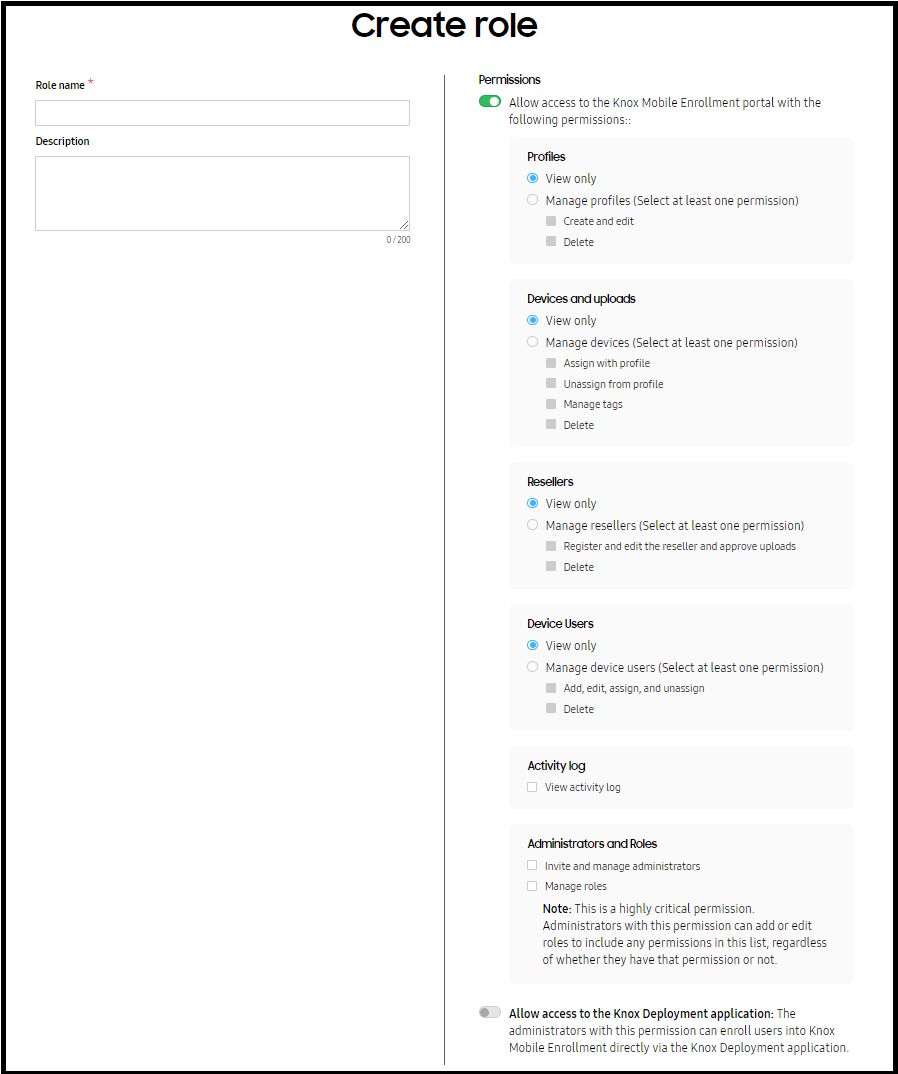 Create role
Role name *
Description
0 / 200
Permissions
Allow access to the Knox Mobile Enrollment portal with the
following permissions::
Profiles
View only
Manage profiles (Select at least one permission)
Create and edit
Delete
Devices and uploads
View only
Manage devices (Select at least one permission)
Assign with profile
Unassign from profile
Manage tags
Delete
Resellers
View only
Manage resellers (Select at least one permission)
Register and edit the reseller and approve uploads
Delete
Device Users
View only
Manage device users (Select at least one permission)
Add, edit, assign, and unassign
Delete
Activity log
View activity log
Administrators and Roles
Invite and manage administrators
Manage roles
Note: This is a highly critical permission.
Administrators with this permission can add or edit
roles to include any permissions in this list, regardless
of whether they have that permission or not.
Allow access to the Knox Deployment application: The
administrators with this permission can enroll users into Knox
Mobile Enrollment directly via the Knox Deployment application.